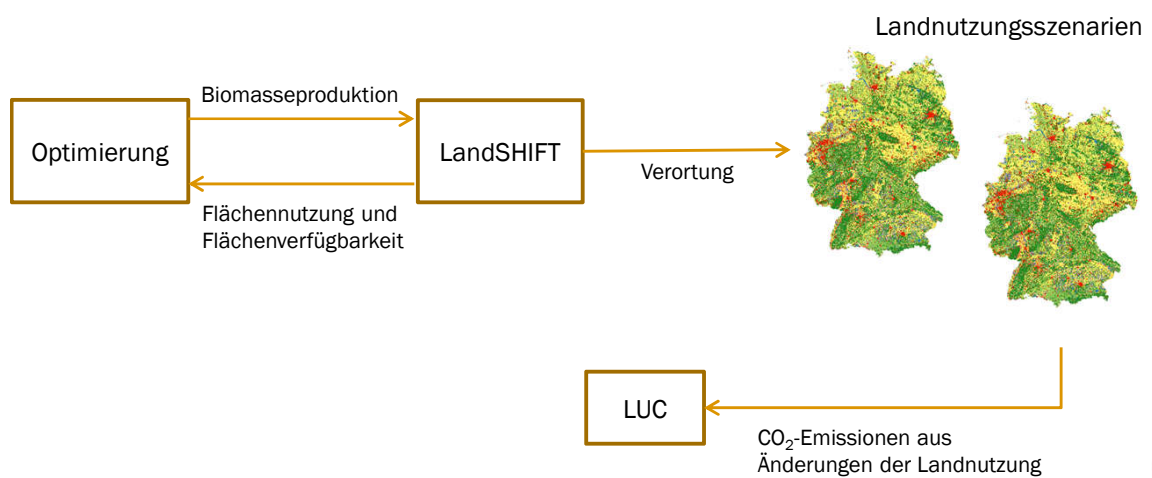 Landnutzungsszenarien
Biomasseproduktion
Optimierung
LandSHIFT
Verortung
Flächennutzung und
Flächenverfügbarkeit
LUC
CO₂-Emissionen aus
Änderungen der Landnutzung